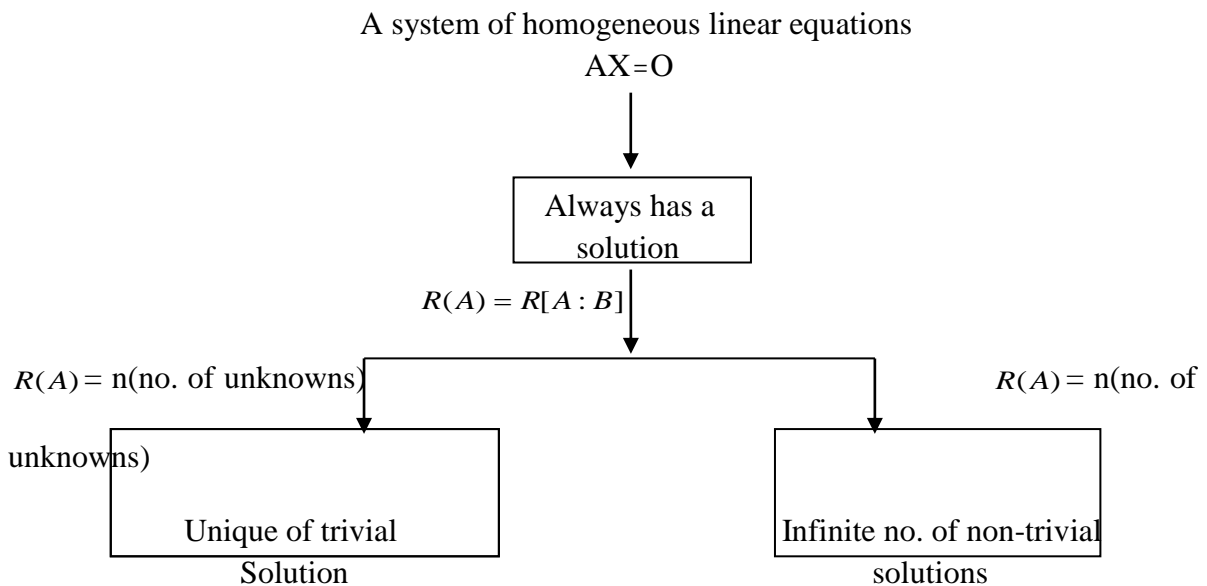 A system of homogeneous linear equations
AX=O
Always has a
solution
R(A) = R[A : B]
R(A) = n(no. of unknowns)
R(A) = n(no. of
unknowns)
Unique of trivial
Solution
Infinite no. of non-trivial
solutions